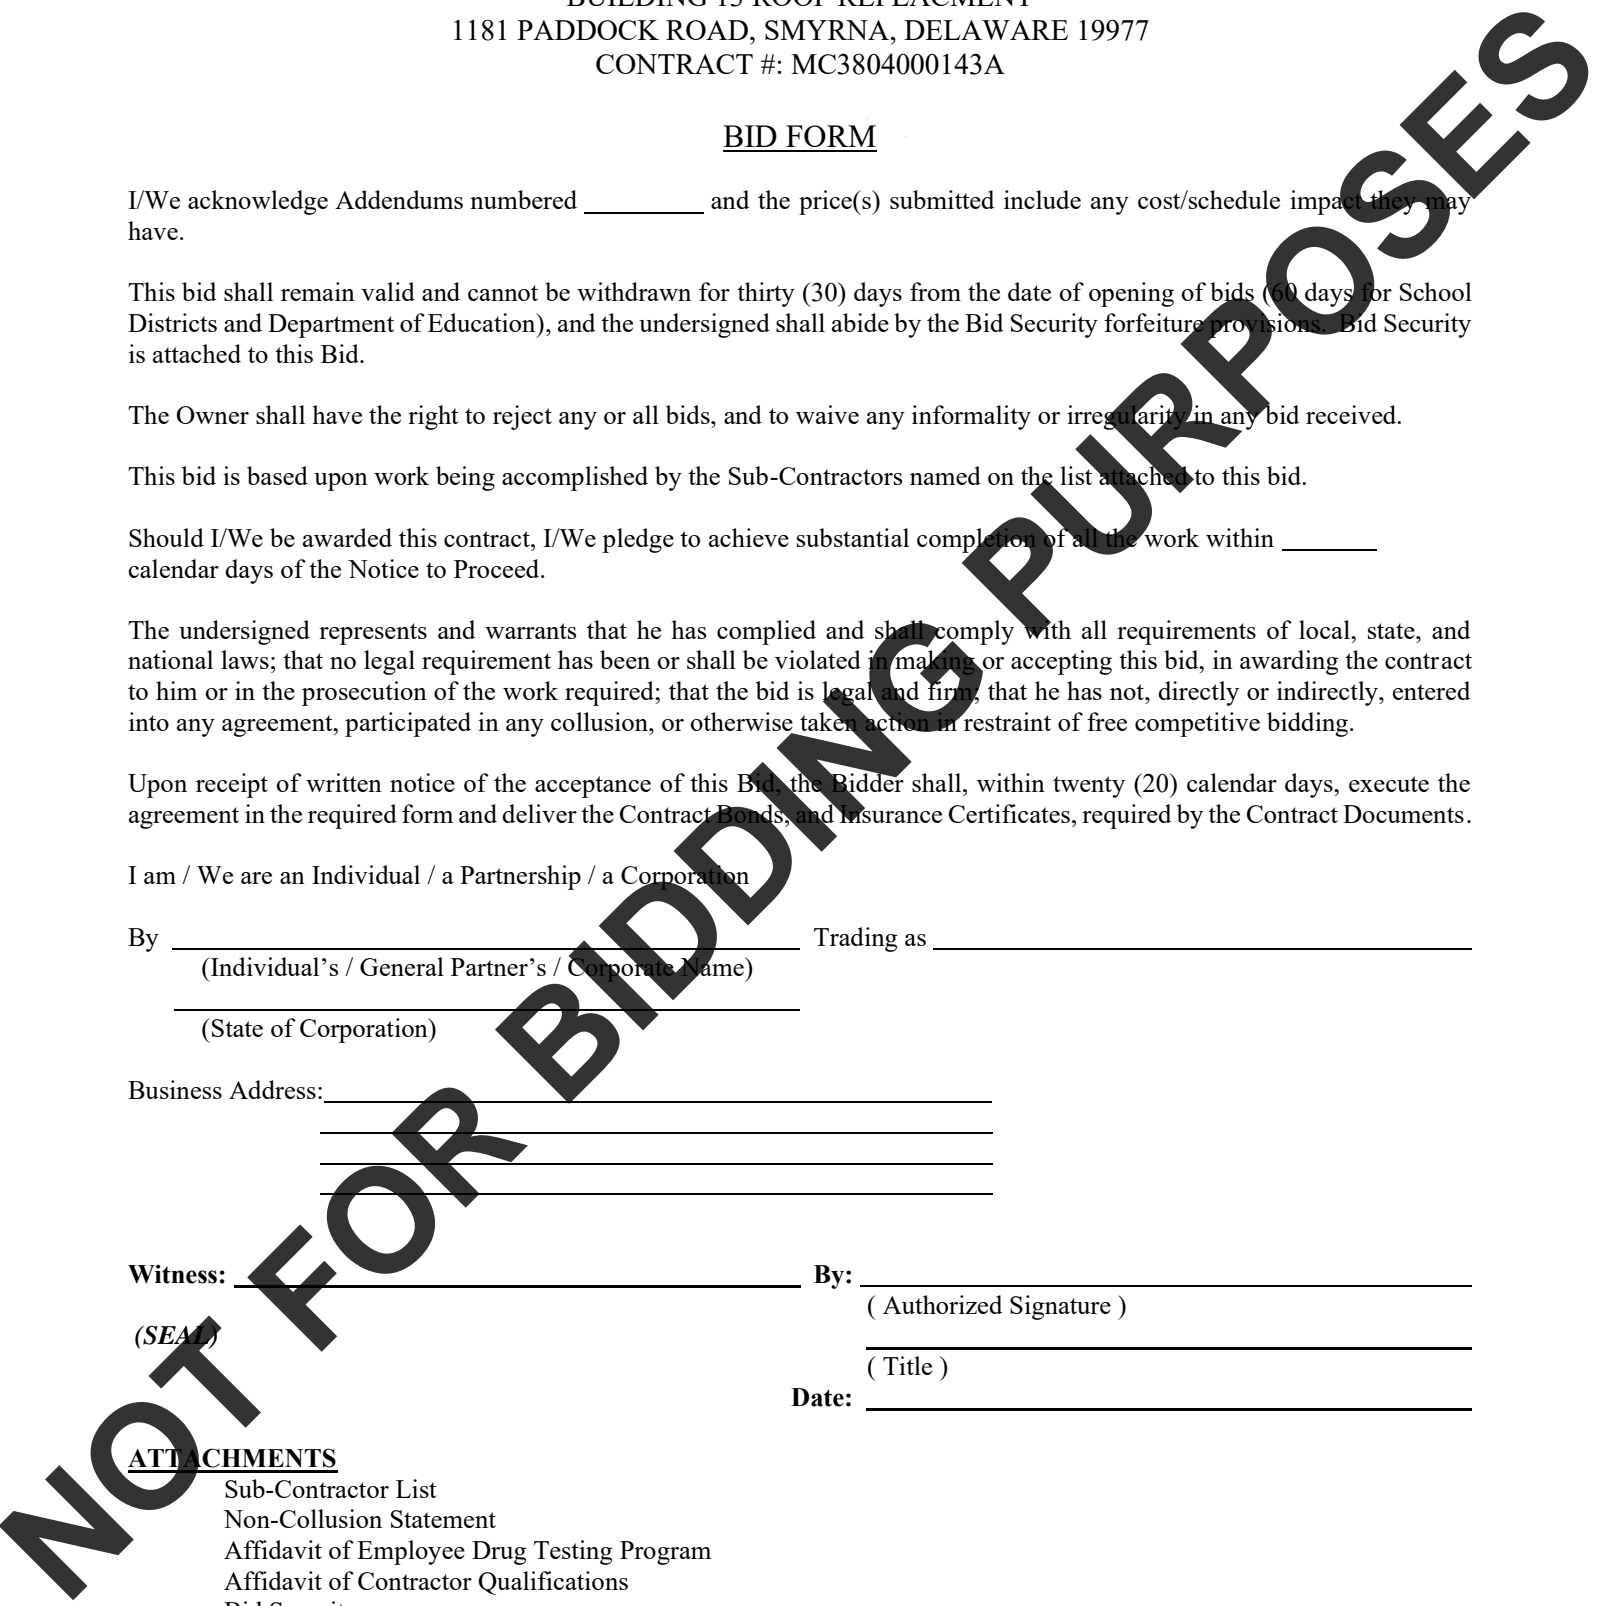 BUILDING 13 ROOF REPLACMENT
1181 PADDOCK ROAD, SMYRNA, DELAWARE 19977
CONTRACT #: MC3804000143A
BID FORM
I/We acknowledge Addendums numbered ________ and the price(s) submitted include any cost/schedule impact they may
have.
This bid shall remain valid and cannot be withdrawn for thirty (30) days from the date of opening of bids (60 days for School
Districts and Department of Education), and the undersigned shall abide by the Bid Security forfeiture provisions. Bid Security
is attached to this Bid.
The Owner shall have the right to reject any or all bids, and to waive any informality or irregularity in any bid received.
This bid is based upon work being accomplished by the Sub-Contractors named on the list attached to this bid.
Should I/We be awarded this contract, I/We pledge to achieve substantial completion of all the work within _______
calendar days of the Notice to Proceed.
The undersigned represents and warrants that he has complied and shall comply with all requirements of local, state, and
national laws; that no legal requirement has been or shall be violated in making or accepting this bid, in awarding the contract
to him or in the prosecution of the work required; that the bid is legal and firm; that he has not, directly or indirectly, entered
into any agreement, participated in any collusion, or otherwise taken action in restraint of free competitive bidding.
Upon receipt of written notice of the acceptance of this Bid, the Bidder shall, within twenty (20) calendar days, execute the
agreement in the required form and deliver the Contract Bonds, and Insurance Certificates, required by the Contract Documents.
I am / We are an Individual / a Partnership / a Corporation
By ____________________ Trading as ____________________
(Individual’s / General Partner’s / Corporate Name)
(State of Corporation)
Business Address:____________________
Witness: ____________________ By: ____________________
( Authorized Signature )
(SEAL)
( Title )
Date: ____________________
ATTACHMENTS
Sub-Contractor List
Non-Collusion Statement
Affidavit of Employee Drug Testing Program
Affidavit of Contractor Qualifications
Bid Security
NOT FOR BIDDING PURPOSES